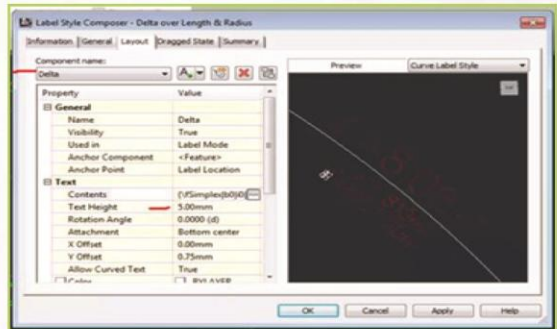 Label Style Composer - Delta over Length & Radius
Information General Layout Dragged State Summary
Component name:
Delta
Preview Curve Label Style
Property Value
General
Name Delta
Visibility True
Used in Label Mode
Anchor Component <Feature>
Anchor Point Label Location
Text
Contents
Text Height 5.00mm
Rotation Angle 0.0000 (d)
Attachment Bottom center
X Offset 0.00mm
Y Offset 0.75mm
Allow Curved Text True
Color BYLAYER
OK Cancel Apply Help